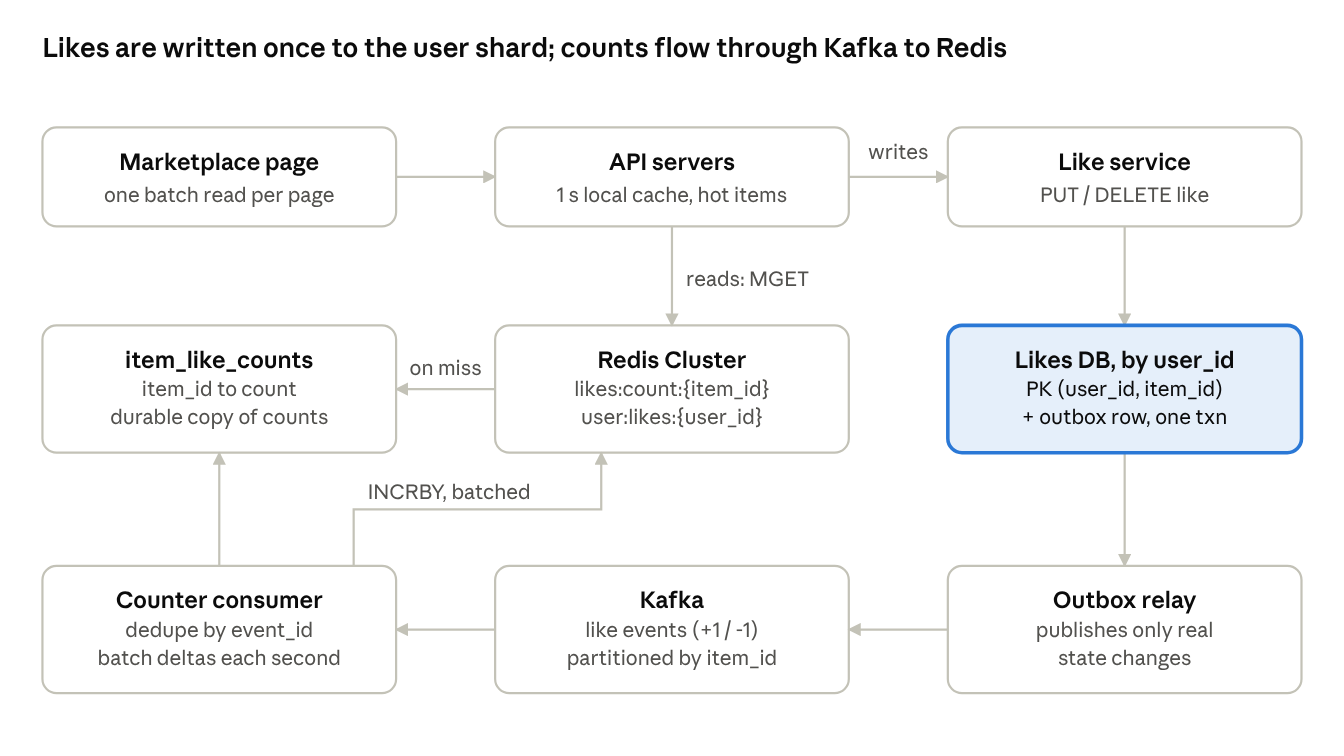 Likes are written once to the user shard; counts flow through Kafka to Redis
Marketplace page
one batch read per page
API servers
1 s local cache, hot items
writes
Like service
PUT / DELETE like
reads: MGET
item_like_counts
item_id to count
durable copy of counts
on miss
Redis Cluster
likes:count:{item_id}
user:likes:{user_id}
Likes DB, by user_id
PK (user_id, item_id)
+ outbox row, one txn
INCRBY, batched
Counter consumer
dedupe by event_id
batch deltas each second
Kafka
like events (+1 / -1)
partitioned by item_id
Outbox relay
publishes only real
state changes